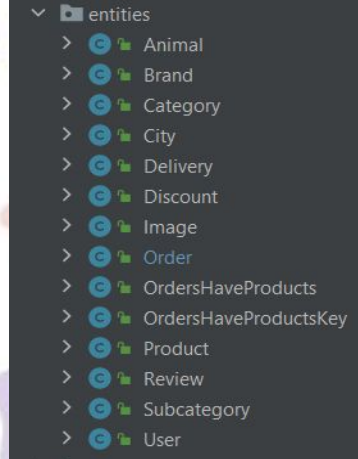 entities
Animal
Brand
Category
City
Delivery
Discount
Image
Order
OrdersHaveProducts
OrdersHaveProductsKey
Product
Review
Subcategory
User